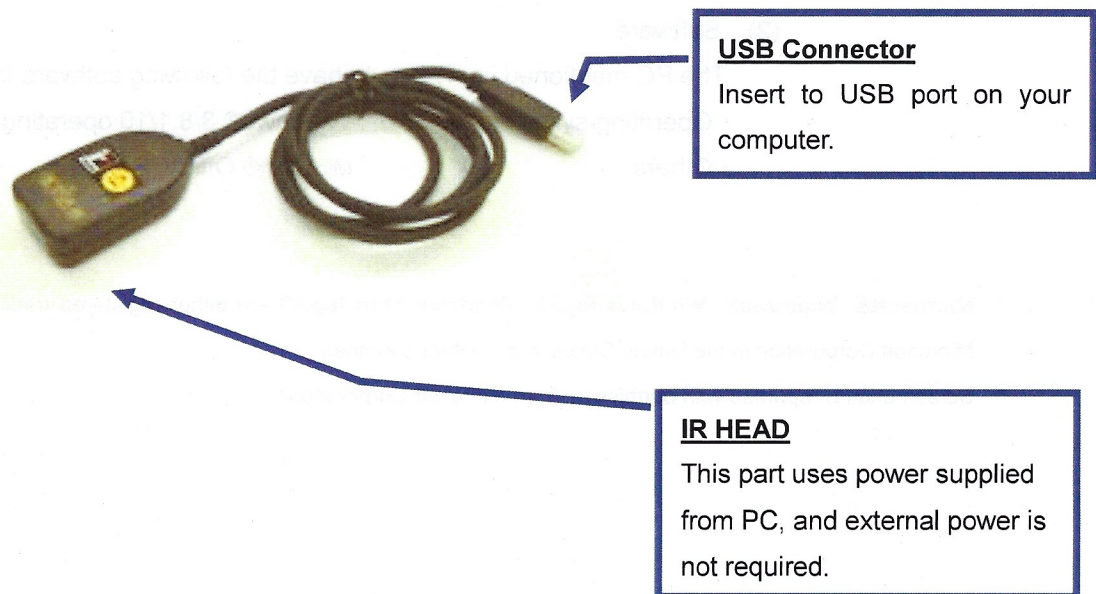 USB Connector
Insert to USB port on your
computer.
IR HEAD
This part uses power supplied
from PC, and external power is
not required.